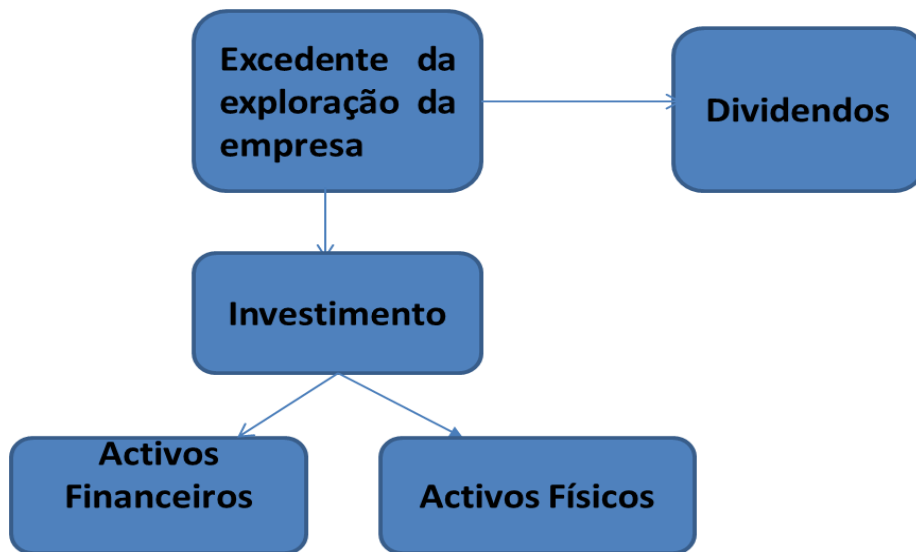 Excedente da
exploração da
empresa
Dividendos
Investimento
Activos
Financeiros
Activos Físicos